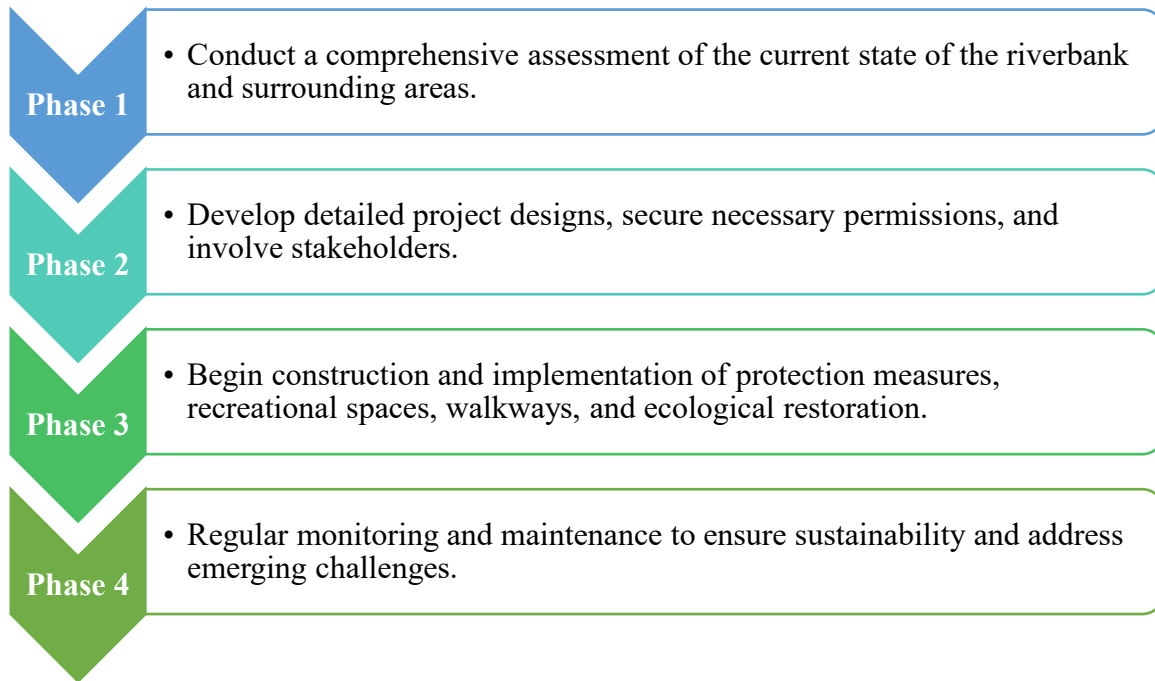 Phase 1
• Conduct a comprehensive assessment of the current state of the riverbank
and surrounding areas.
Phase 2
• Develop detailed project designs, secure necessary permissions, and
involve stakeholders.
Phase 3
• Begin construction and implementation of protection measures,
recreational spaces, walkways, and ecological restoration.
Phase 4
• Regular monitoring and maintenance to ensure sustainability and address
emerging challenges.